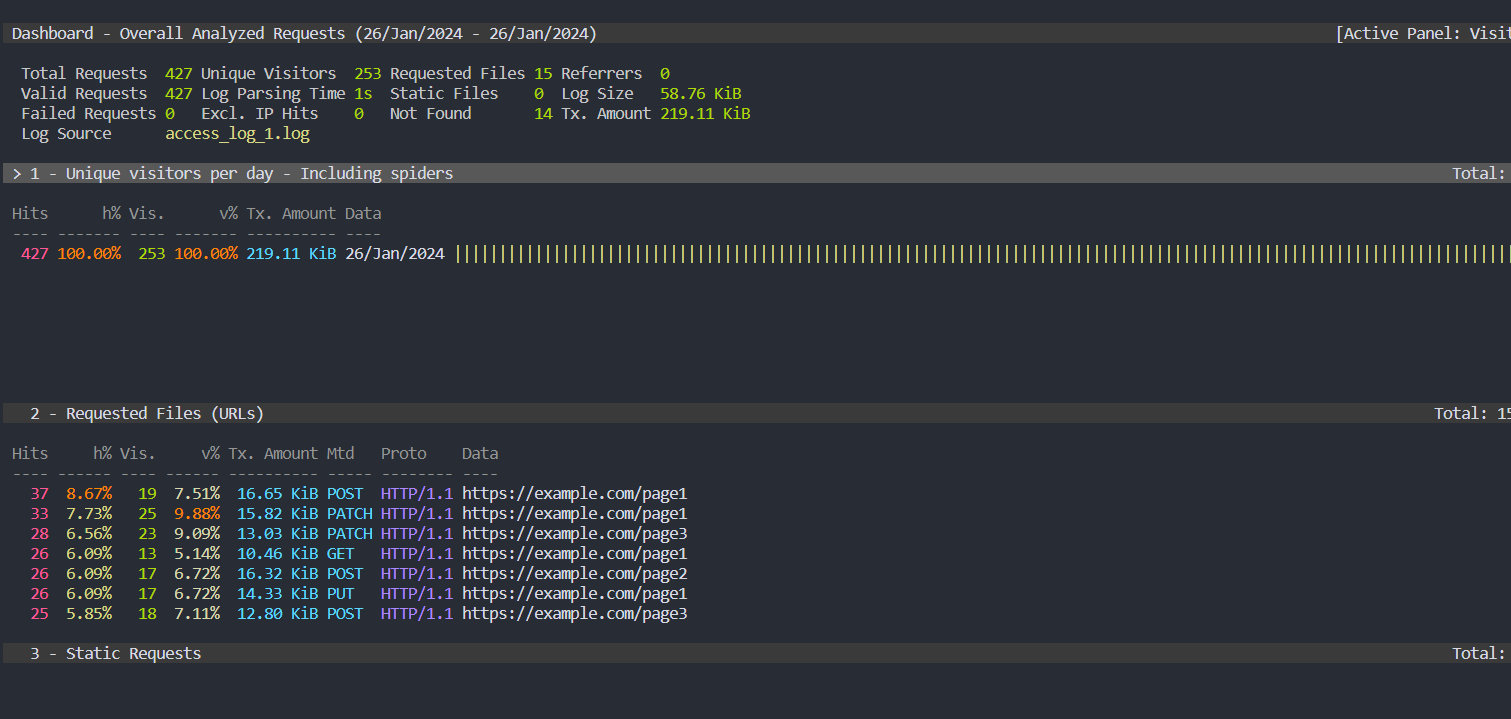 Dashboard - Overall Analyzed Requests (26/Jan/2024 - 26/Jan/2024) [Active Panel: Visit
Total Requests 427 Unique Visitors 253 Requested Files 15 Referrers 0
Valid Requests 427 Log Parsing Time 1s Static Files 0 Log Size 58.76 KiB
Failed Requests 0 Excl. IP Hits 0 Not Found 14 Tx. Amount 219.11 KiB
Log Source access_log_1.log
> 1 - Unique visitors per day - Including spiders Total:
Hits h% Vis. v% Tx. Amount Data
---- ------- ---- ------- ---------- ----
427 100.00% 253 100.00% 219.11 KiB 26/Jan/2024
2 - Requested Files (URLs) Total: 15
Hits h% Vis. v% Tx. Amount Mtd Proto Data
---- ------ ---- ------ ---------- ----- -------- ----
37 8.67% 19 7.51% 16.65 KiB POST HTTP/1.1 https://example.com/page1
33 7.73% 25 9.88% 15.82 KiB PATCH HTTP/1.1 https://example.com/page1
28 6.56% 23 9.09% 13.03 KiB PATCH HTTP/1.1 https://example.com/page3
26 6.09% 13 5.14% 10.46 KiB GET HTTP/1.1 https://example.com/page1
26 6.09% 17 6.72% 16.32 KiB POST HTTP/1.1 https://example.com/page2
26 6.09% 17 6.72% 14.33 KiB PUT HTTP/1.1 https://example.com/page1
25 5.85% 18 7.11% 12.80 KiB POST HTTP/1.1 https://example.com/page3
3 - Static Requests Total: